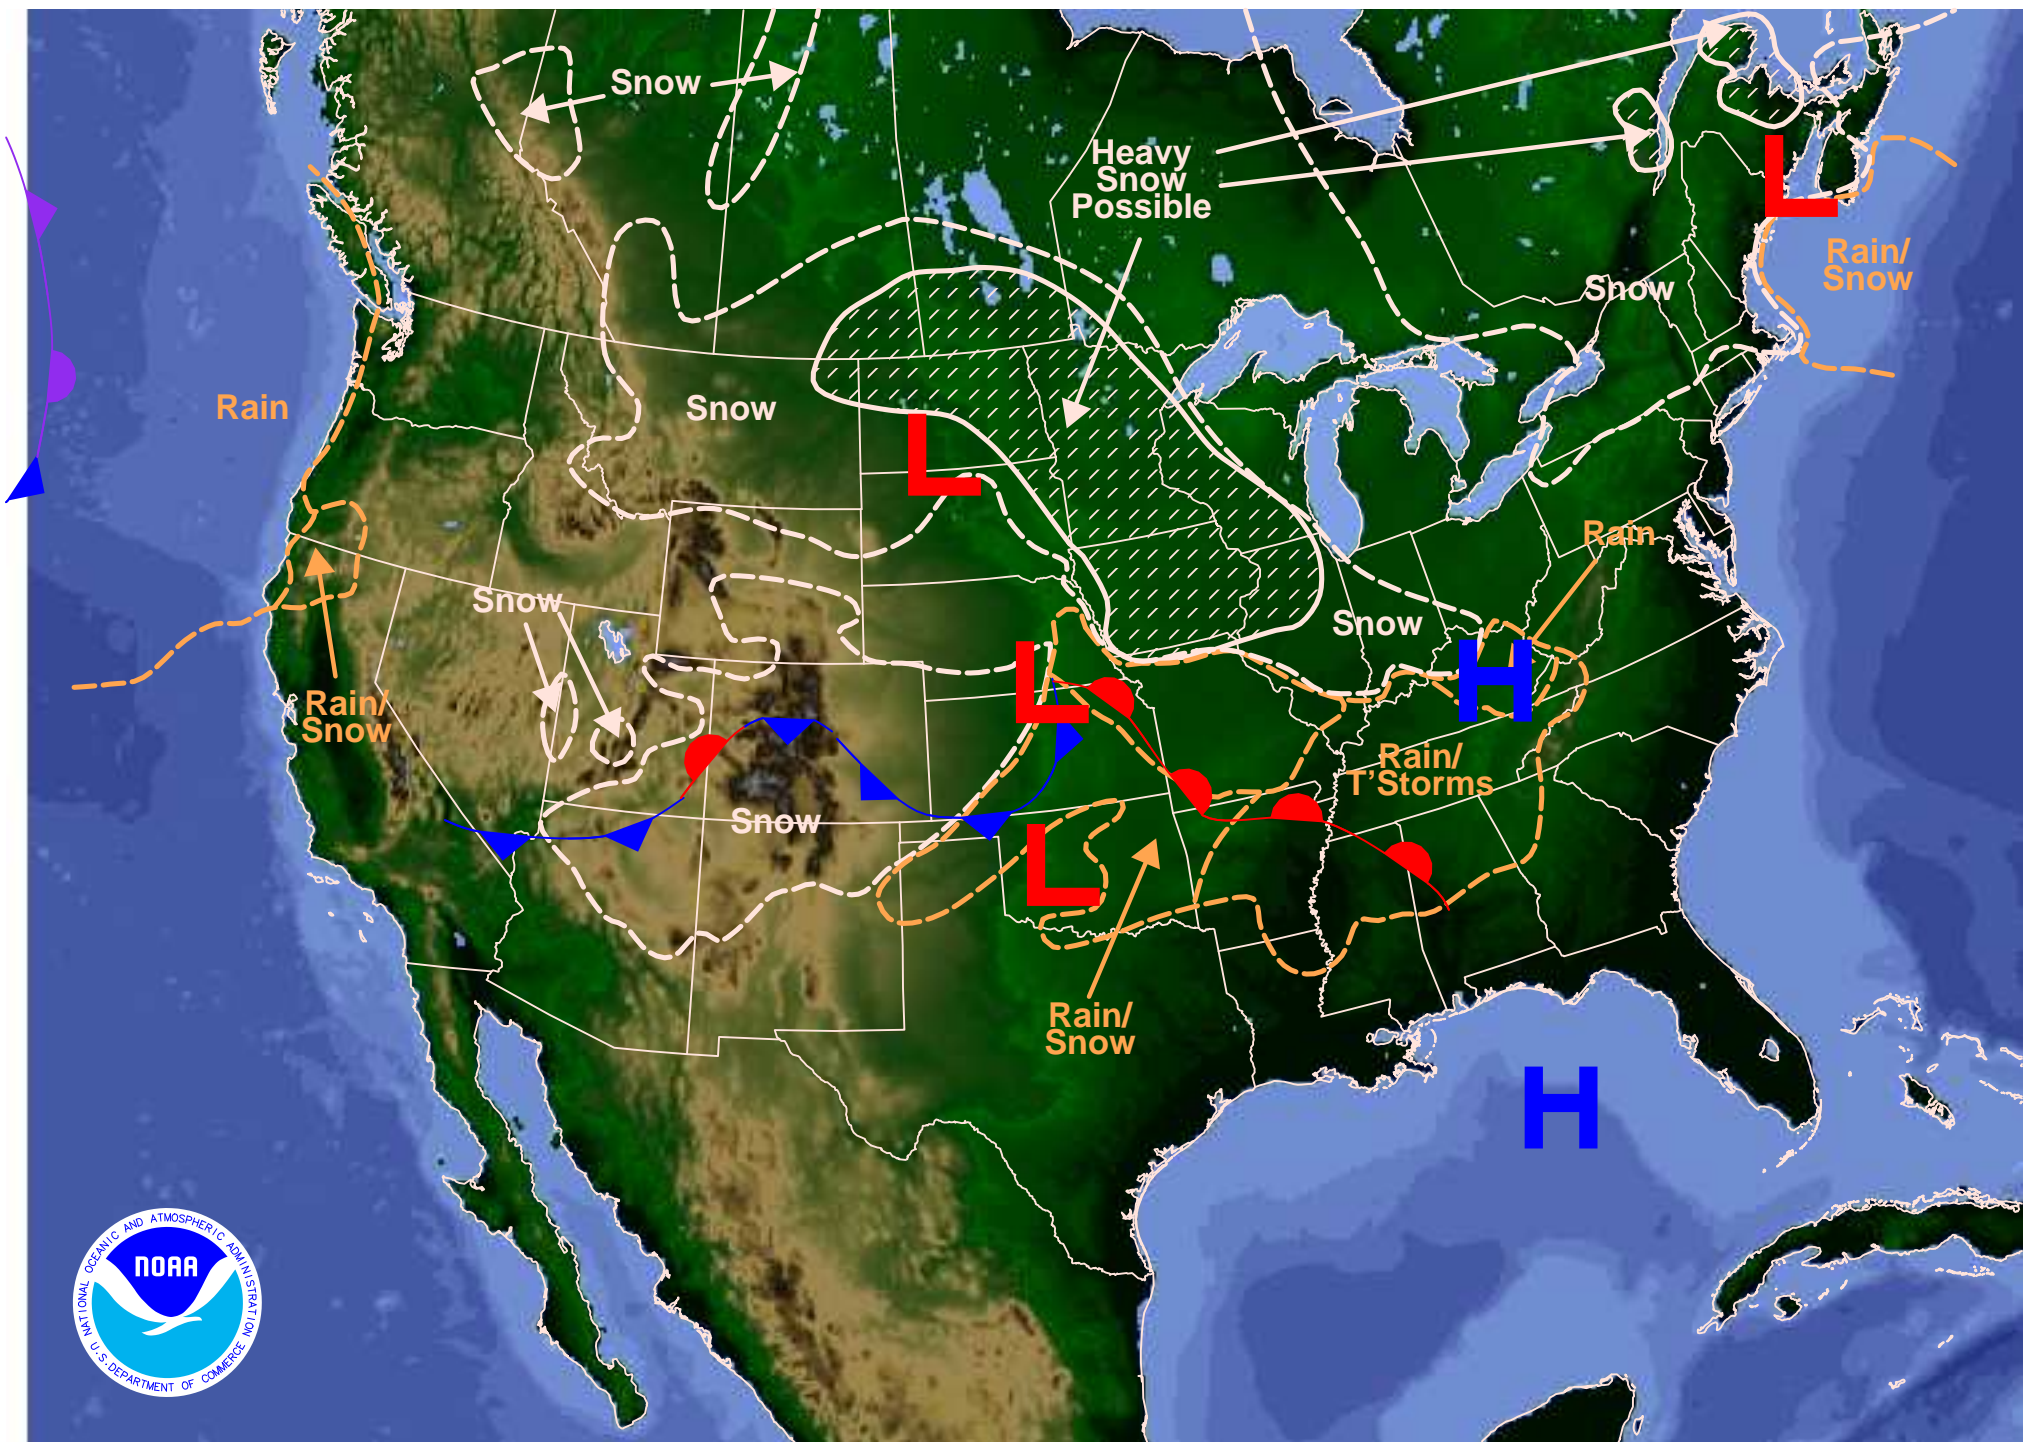 Snow
Heavy
Snow
Possible
L
Rain/
Snow
Snow
Rain
Snow
L
Rain
Snow
Snow
L
H
Rain/
Snow
Rain/
T'Storms
Snow
L
Rain/
Snow
H
NATIONAL OCEANIC AND ATMOSPHERIC ADMINISTRATION
NOAA
U.S. DEPARTMENT OF COMMERCE